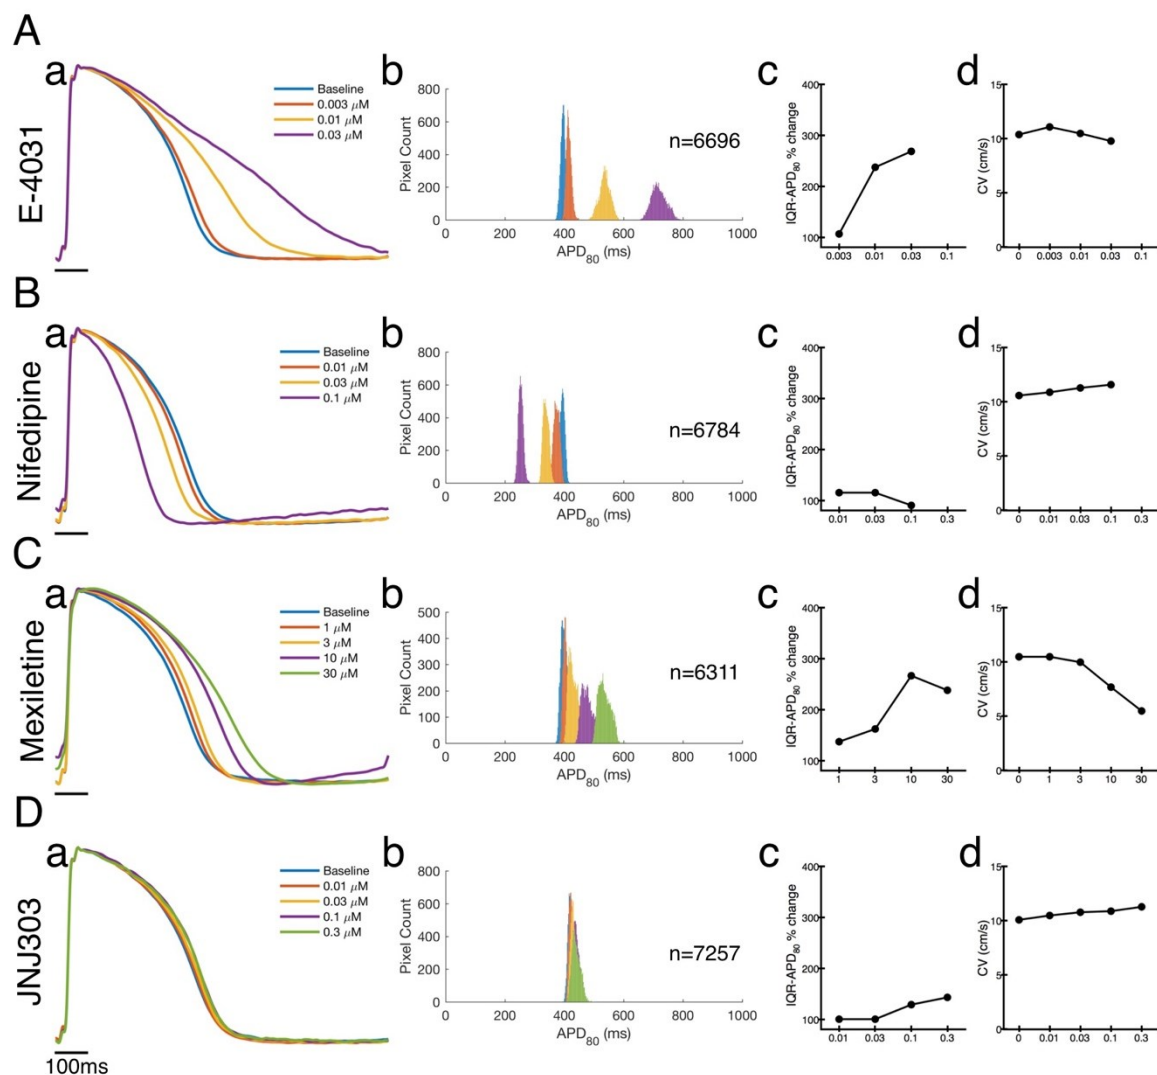 A
E-4031
a
Baseline
0.003 μM
0.01 μM
0.03 μM
b
Pixel Count
800
600
400
200
0
n=6696
0 200 400 600 800 1000
APD80 (ms)
c
IQR-APD80 % change
400
300
200
100
0.003 0.01 0.03 0.1
d
CV (cm/s)
15
10
5
0
0 0.003 0.01 0.03 0.1
B
Nifedipine
a
Baseline
0.01 μM
0.03 μM
0.1 μM
b
Pixel Count
800
600
400
200
0
n=6784
0 200 400 600 800 1000
APD80 (ms)
c
IQR-APD80 % change
400
300
200
100
0.01 0.03 0.1 0.3
d
CV (cm/s)
15
10
5
0
0 0.01 0.03 0.1 0.3
C
Mexiletine
a
Baseline
1 μM
3 μM
10 μM
30 μM
b
Pixel Count
500
400
300
200
100
0
n=6311
0 200 400 600 800 1000
APD80 (ms)
c
IQR-APD80 % change
400
300
200
100
1 3 10 30
d
CV (cm/s)
15
10
5
0
0 1 3 10 30
D
JNJ303
a
Baseline
0.01 μM
0.03 μM
0.1 μM
0.3 μM
100ms
b
Pixel Count
800
600
400
200
0
n=7257
0 200 400 600 800 1000
APD80 (ms)
c
IQR-APD80 % change
400
300
200
100
0.01 0.03 0.1 0.3
d
CV (cm/s)
15
10
5
0
0 0.01 0.03 0.1 0.3